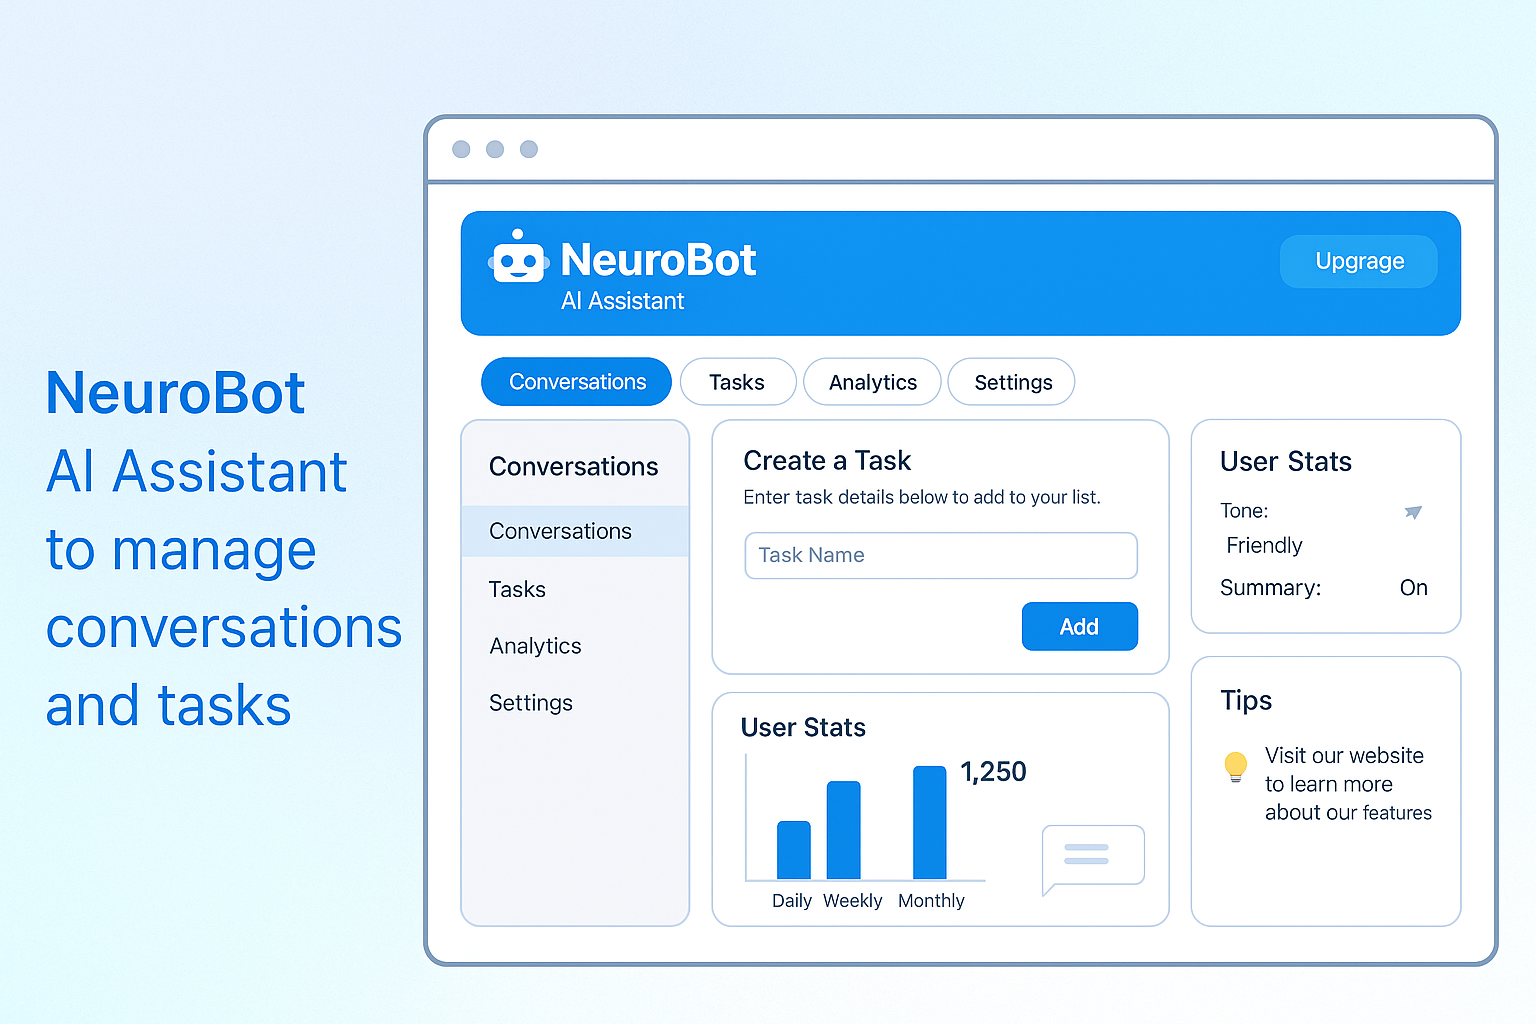 NeuroBot
AI Assistant
to manage
conversations
and tasks
NeuroBot
AI Assistant
Upgrage
Conversations
Tasks
Analytics
Settings
Conversations
Conversations
Tasks
Analytics
Settings
Create a Task
Enter task details below to add to your list.
Task Name
Add
User Stats
1,250
Daily
Weekly
Monthly
User Stats
Tone:
Friendly
Summary:
On
Tips
Visit our website
to learn more
about our features